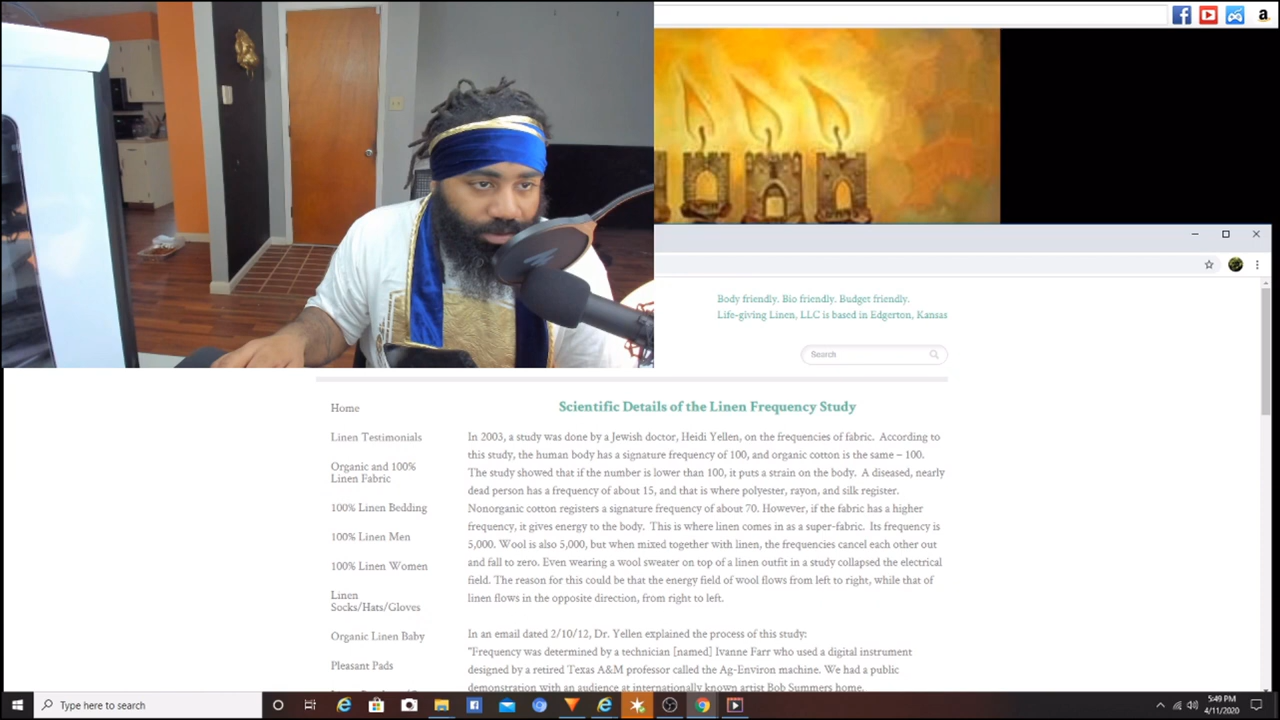 Body friendly. Bio friendly. Budget friendly.
Life-giving Linen, LLC is based in Edgerton, Kansas
Search
Home
Linen Testimonials
Organic and 100%
Linen Fabric
100% Linen Bedding
100% Linen Men
100% Linen Women
Linen
Socks/Hats/Gloves
Organic Linen Baby
Pleasant Pads
Scientific Details of the Linen Frequency Study
In 2003, a study was done by a Jewish doctor, Heidi Yellen, on the frequencies of fabric. According to
this study, the human body has a signature frequency of 100, and organic cotton is the same – 100.
The study showed that if the number is lower than 100, it puts a strain on the body. A diseased, nearly
dead person has a frequency of about 15, and that is where polyester, rayon, and silk register.
Nonorganic cotton registers a signature frequency of about 70. However, if the fabric has a higher
frequency, it gives energy to the body. This is where linen comes in as a super-fabric. Its frequency is
5,000. Wool is also 5,000, but when mixed together with linen, the frequencies cancel each other out
and fall to zero. Even wearing a wool sweater on top of a linen outfit in a study collapsed the electrical
field. The reason for this could be that the energy field of wool flows from left to right, while that of
linen flows in the opposite direction, from right to left.
In an email dated 2/10/12, Dr. Yellen explained the process of this study:
"Frequency was determined by a technician [named] Ivanne Farr who used a digital instrument
designed by a retired Texas A&M professor called the Ag-Environ machine. We had a public
demonstration with an audience at internationally known artist Bob Summers home.
Type here to search
5:49 PM
4/11/2020